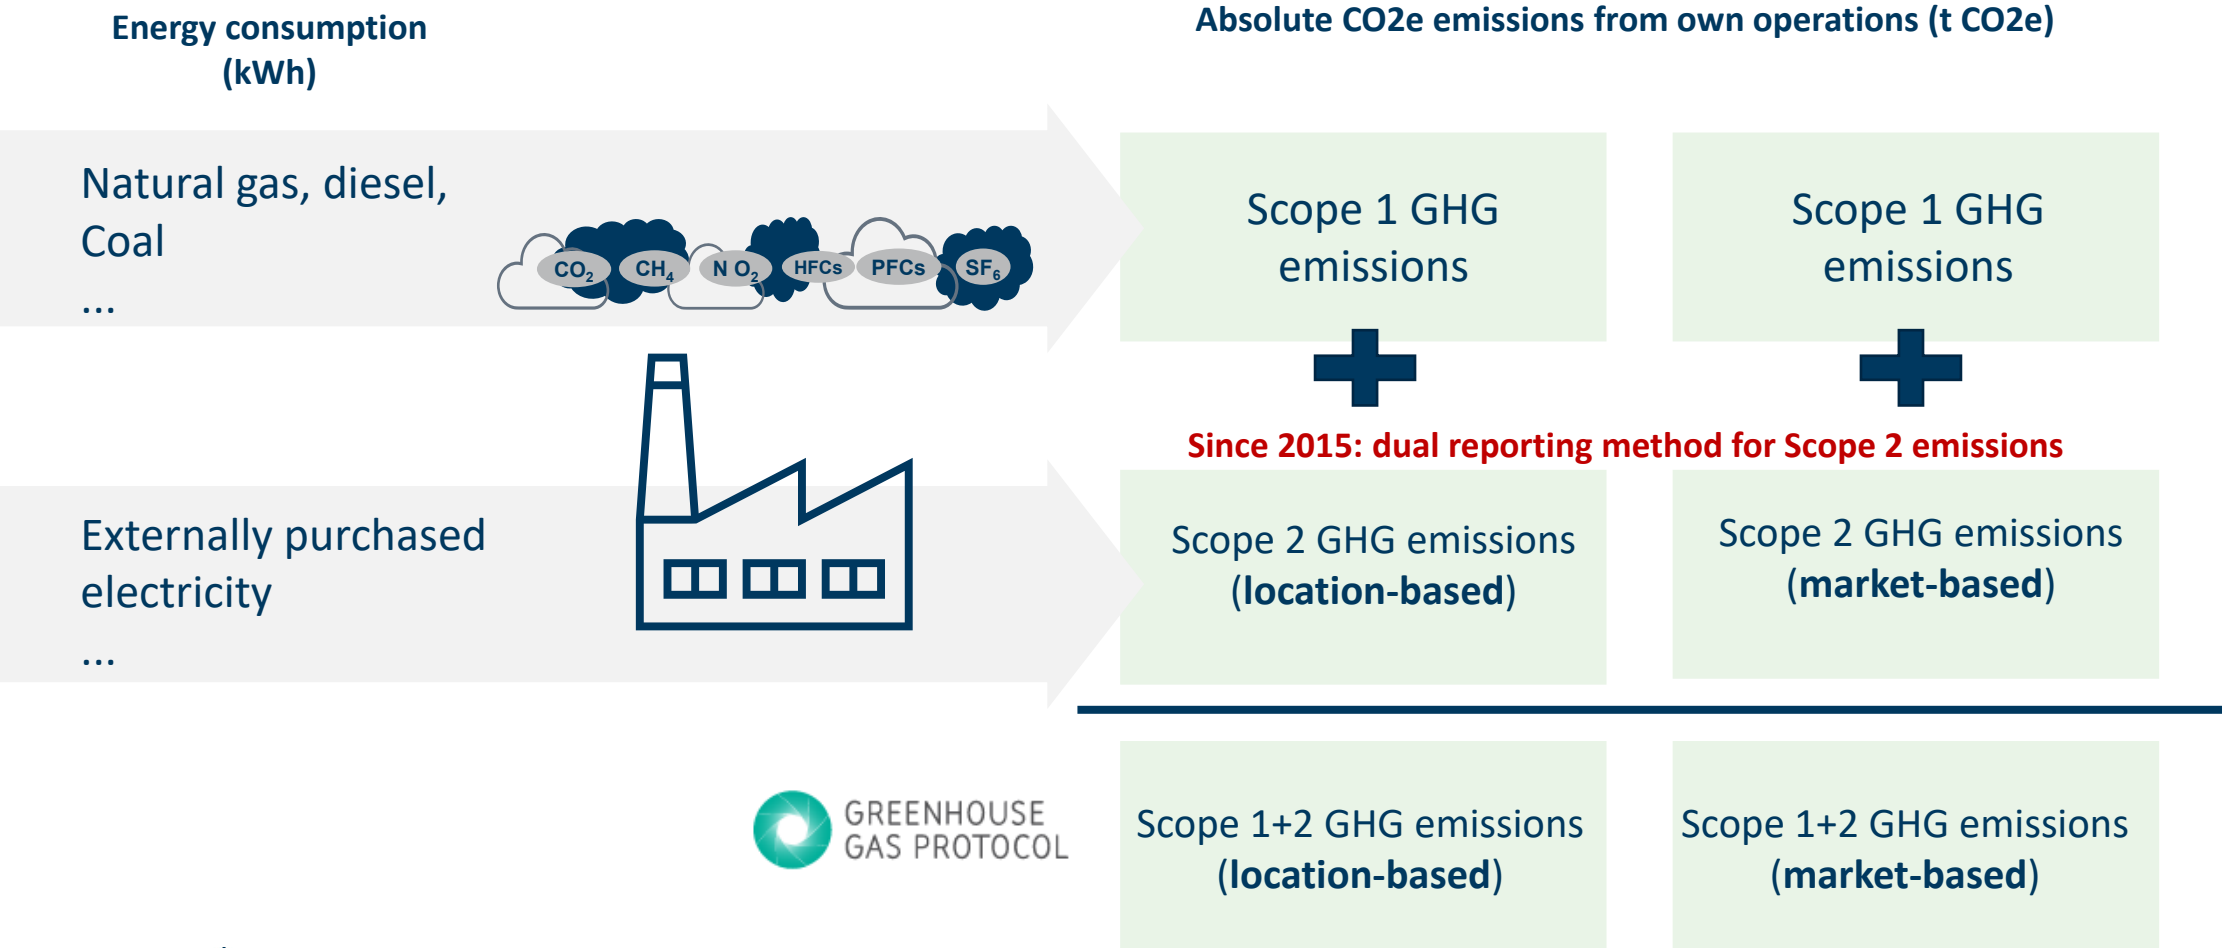 Energy consumption
(kWh)
Absolute CO2e emissions from own operations (t CO2e)
Natural gas, diesel,
Coal
...
CO₂ CH₄ N O₂ HFCs PFCs SF₆
Scope 1 GHG
emissions
Scope 1 GHG
emissions
Since 2015: dual reporting method for Scope 2 emissions
Externally purchased
electricity
...
Scope 2 GHG emissions
(location-based)
Scope 2 GHG emissions
(market-based)
GREENHOUSE
GAS PROTOCOL
Scope 1+2 GHG emissions
(location-based)
Scope 1+2 GHG emissions
(market-based)